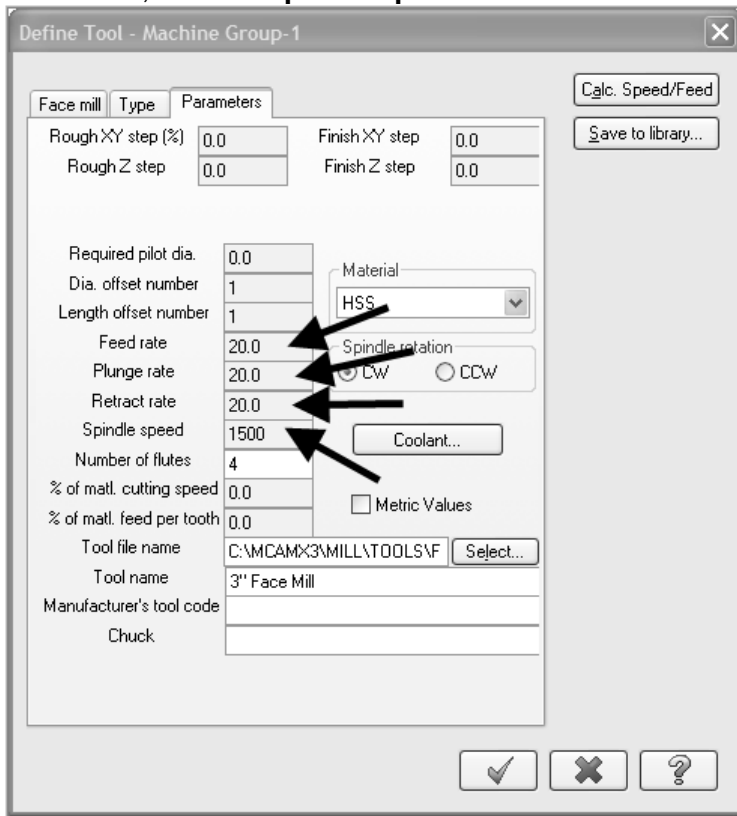 Define Tool - Machine Group-1
Calc. Speed/Feed
Face mill Type Parameters
Save to library...
Rough XY step (%) 0.0 Finish XY step 0.0
Rough Z step 0.0 Finish Z step 0.0
Required pilot dia. 0.0
Material
Dia. offset number 1
HSS
Length offset number 1
Feed rate 20.0
Spindle rotation
Plunge rate 20.0
CW CCW
Retract rate 20.0
Spindle speed 1500
Coolant...
Number of flutes 4
% of matl. cutting speed 0.0
Metric Values
% of matl. feed per tooth 0.0
Tool file name C:\MCAMX3\MILL\TOOLS\F Select...
Tool name 3" Face Mill
Manufacturer's tool code
Chuck